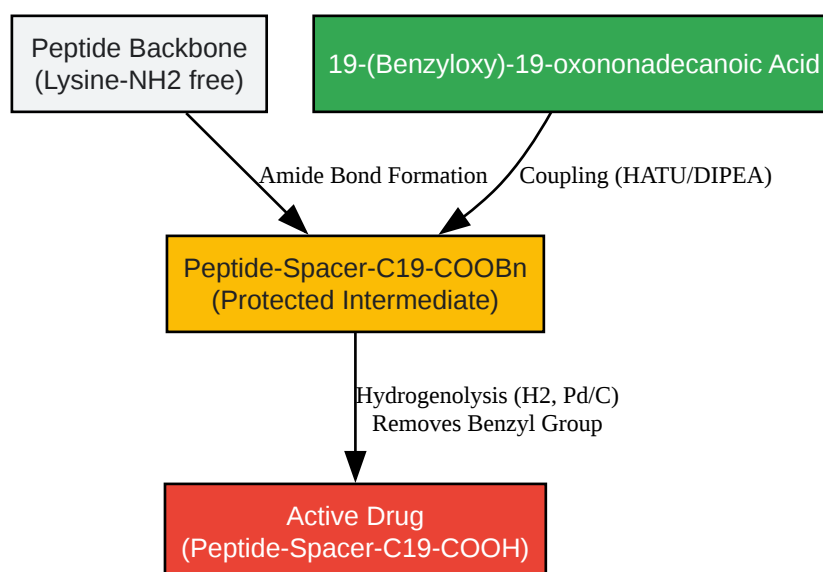 Peptide Backbone
(Lysine-NH2 free)
19-(Benzyloxy)-19-oxononadecanoic Acid
Amide Bond Formation
Coupling (HATU/DIPEA)
Peptide-Spacer-C19-COOBn
(Protected Intermediate)
Hydrogenolysis (H2, Pd/C)
Removes Benzyl Group
Active Drug
(Peptide-Spacer-C19-COOH)